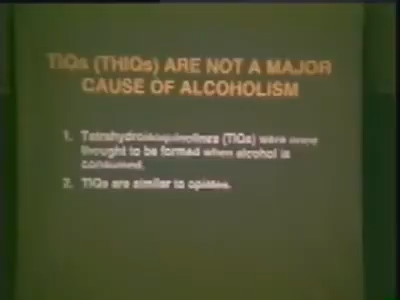 TIQs (THIQs) ARE NOT A MAJOR
CAUSE OF ALCOHOLISM
1. Tetrahydroisoquinolines (TIQs) were once
thought to be formed when alcohol is
consumed.
2. TIQs are similar to opiates.